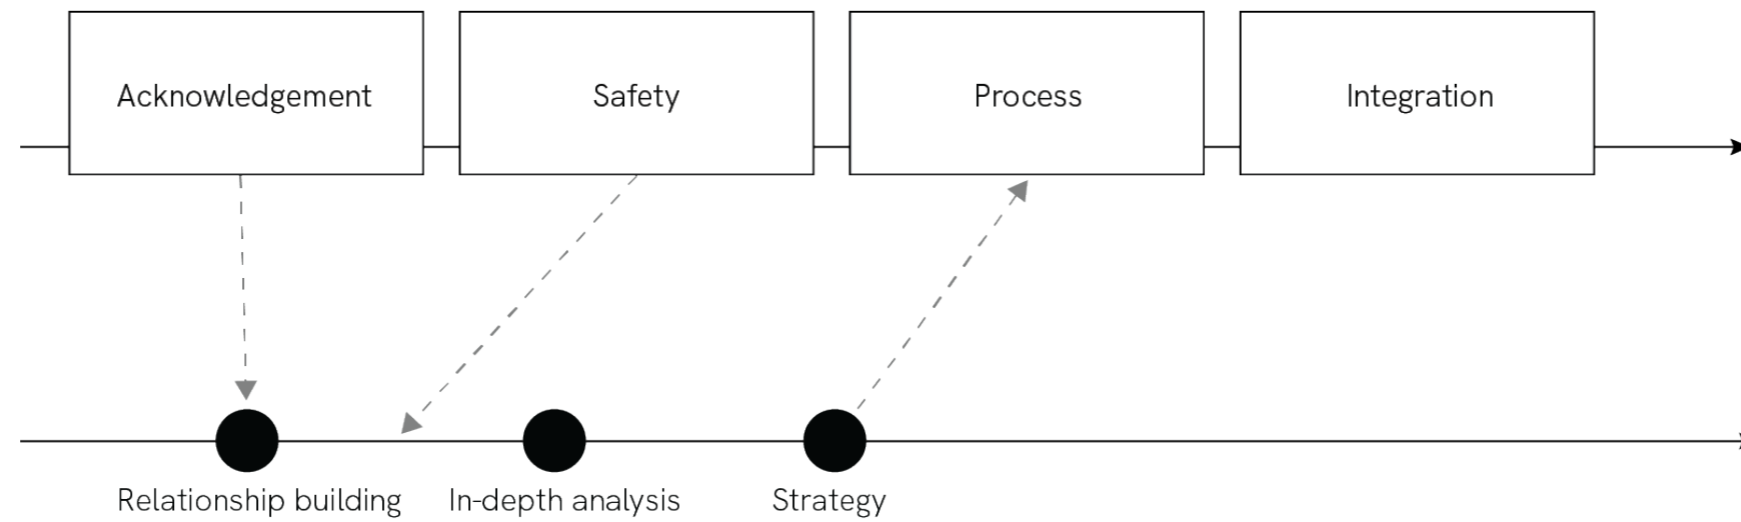 Acknowledgement
Safety
Process
Integration
Relationship building
In-depth analysis
Strategy